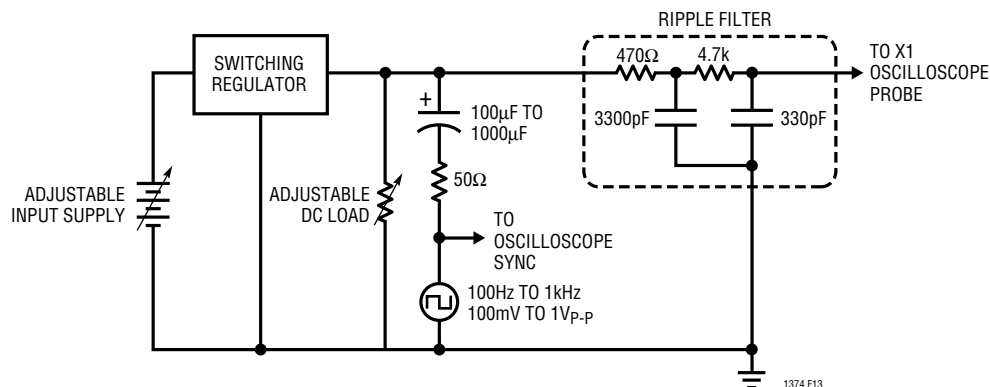 RIPPLE FILTER
470Ω
4.7k
TO X1
OSCILLOSCOPE
PROBE
SWITCHING
REGULATOR
+
100µF TO
1000µF
3300pF
330pF
50Ω
ADJUSTABLE
INPUT SUPPLY
ADJUSTABLE
DC LOAD
TO
OSCILLOSCOPE
SYNC
100Hz TO 1kHz
100mV TO 1VP-P
1374 F13